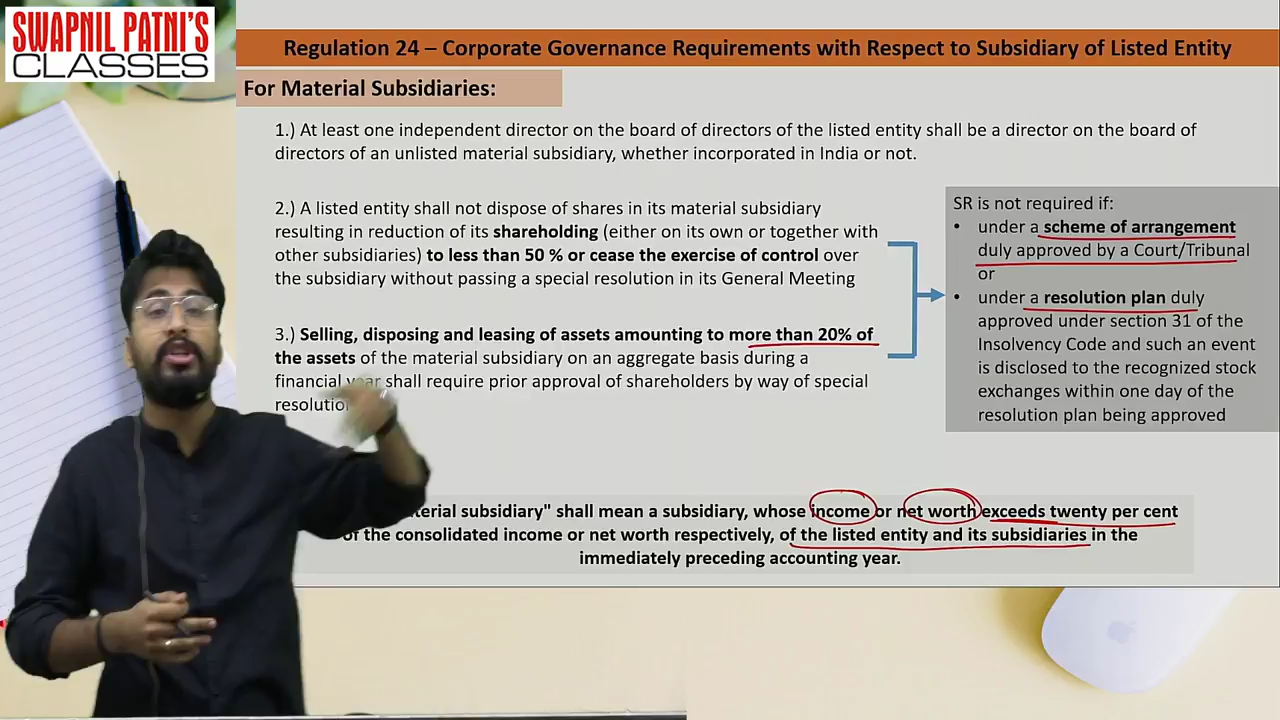 SWAPNIL PATNI'S
CLASSES
Regulation 24 – Corporate Governance Requirements with Respect to Subsidiary of Listed Entity
For Material Subsidiaries:
1.) At least one independent director on the board of directors of the listed entity shall be a director on the board of
directors of an unlisted material subsidiary, whether incorporated in India or not.
2.) A listed entity shall not dispose of shares in its material subsidiary
resulting in reduction of its shareholding (either on its own or together with
other subsidiaries) to less than 50 % or cease the exercise of control over
the subsidiary without passing a special resolution in its General Meeting
3.) Selling, disposing and leasing of assets amounting to more than 20% of
the assets of the material subsidiary on an aggregate basis during a
financial year shall require prior approval of shareholders by way of special
resolution
SR is not required if:
• under a scheme of arrangement
duly approved by a Court/Tribunal
or
• under a resolution plan duly
approved under section 31 of the
Insolvency Code and such an event
is disclosed to the recognized stock
exchanges within one day of the
resolution plan being approved
terial subsidiary" shall mean a subsidiary, whose income or net worth exceeds twenty per cent
of the consolidated income or net worth respectively, of the listed entity and its subsidiaries in the
immediately preceding accounting year.